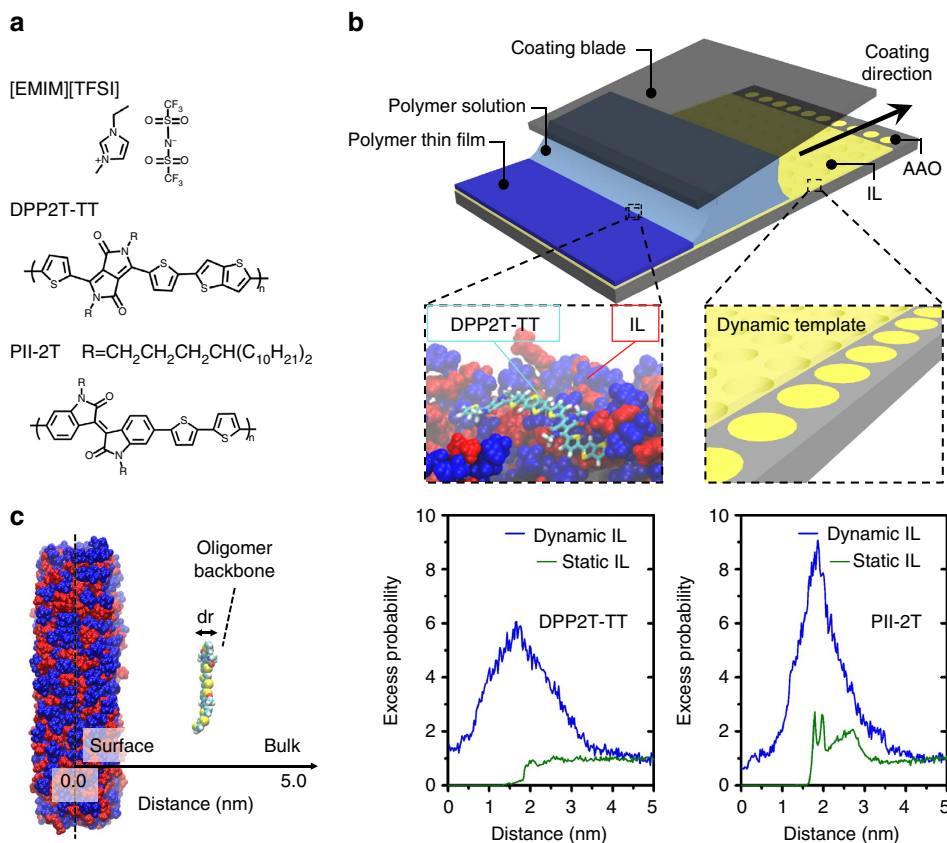 a
[EMIM][TFSI]
CF₃
O=S=O
N⁻
O=S=O
CF₃
N
N
+
DPP2T-TT
R
O
N
S
S
S
S
N
O
R
n
PII-2T R=CH₂CH₂CH₂CH(C₁₀H₂₁)₂
R
N
O
S
S
O
N
R
n
b
Coating blade
Coating direction
Polymer solution
Polymer thin film
AAO
IL
DPP2T-TT
IL
Dynamic template
c
Oligomer
backbone
dr
Surface
Bulk
0.0
5.0
Distance (nm)
10
8
6
4
2
0
Excess probability
Dynamic IL
Static IL
DPP2T-TT
0 1 2 3 4 5
Distance (nm)
10
8
6
4
2
0
Excess probability
Dynamic IL
Static IL
PII-2T
0 1 2 3 4 5
Distance (nm)